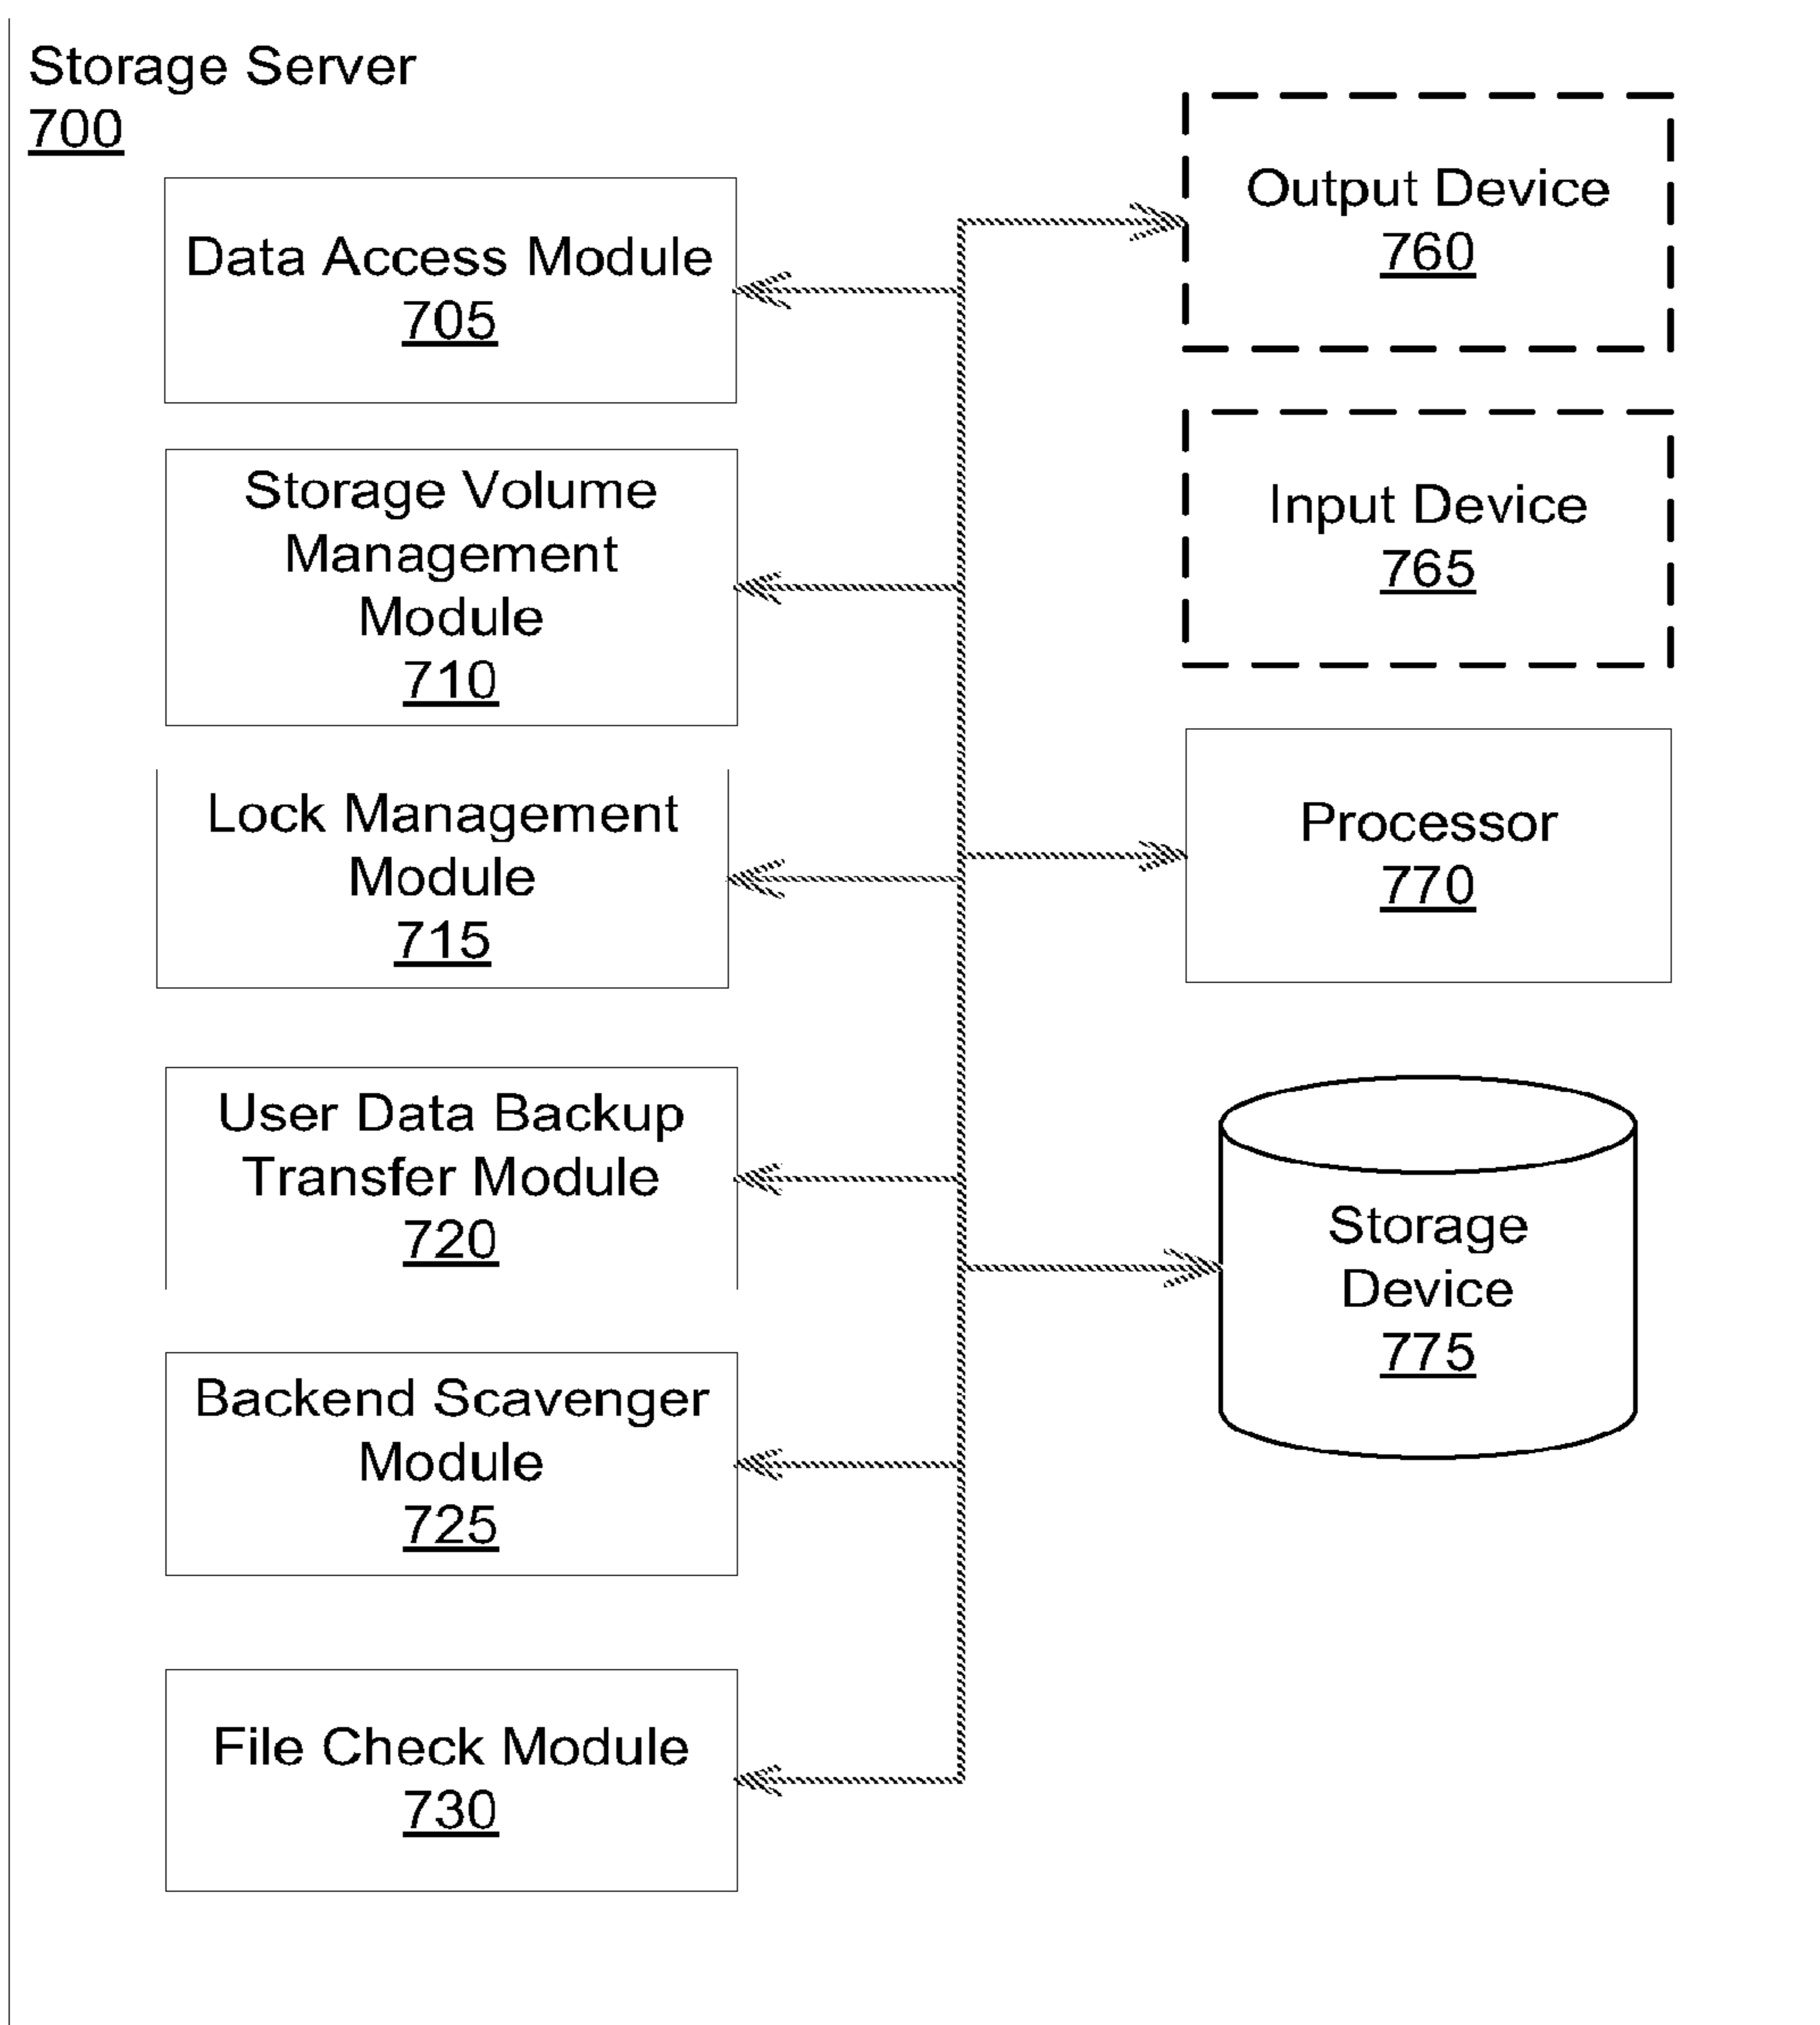 Storage Server
700
Data Access Module
705
Storage Volume
Management
Module
710
Lock Management
Module
715
User Data Backup
Transfer Module
720
Backend Scavenger
Module
725
File Check Module
730
Output Device
760
Input Device
765
Processor
770
Storage
Device
775